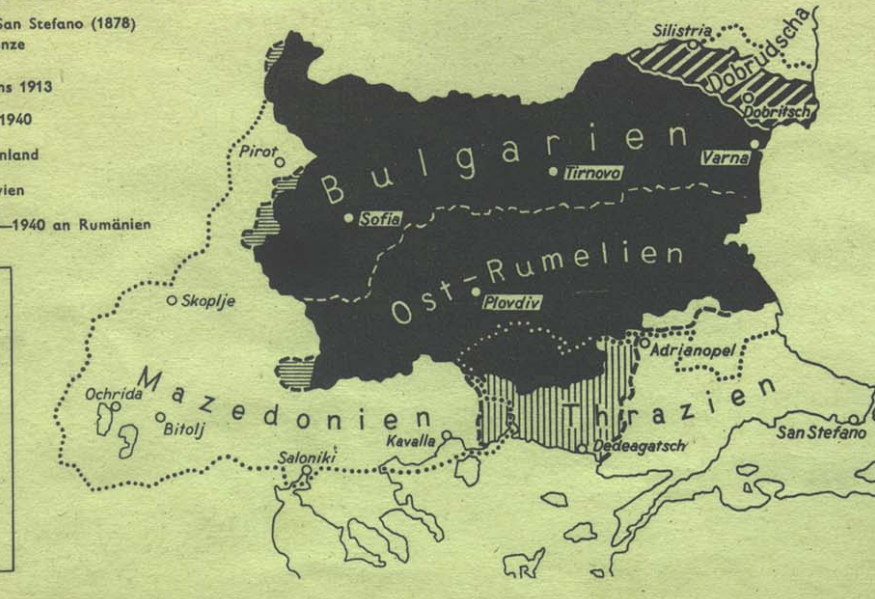 San Stefano (1878)
nze
ns 1913
1940
nland
vien
—1940 an Rumänien
Silistria
Dobrudscha
Dobritsch
Pirot
Bulgarien
Varna
Tirnovo
Sofia
Ost-Rumelien
Plovdiv
Skoplje
Adrianopel
Mazedonien
Ochrida
Bitolj
Thrazien
Kavalla
Dedeagatsch
San Stefano
Saloniki